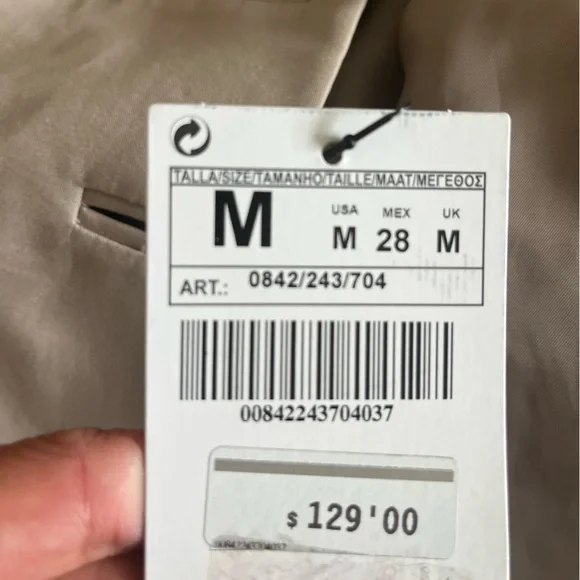 TALLA/SIZE/TAMANHO/TAILLE/MAAT/ΜΕΓΕΘΟΣ
M
USA MEX UK
M 28 M
ART.: 0842/243/704
00842243704037
$ 129'00